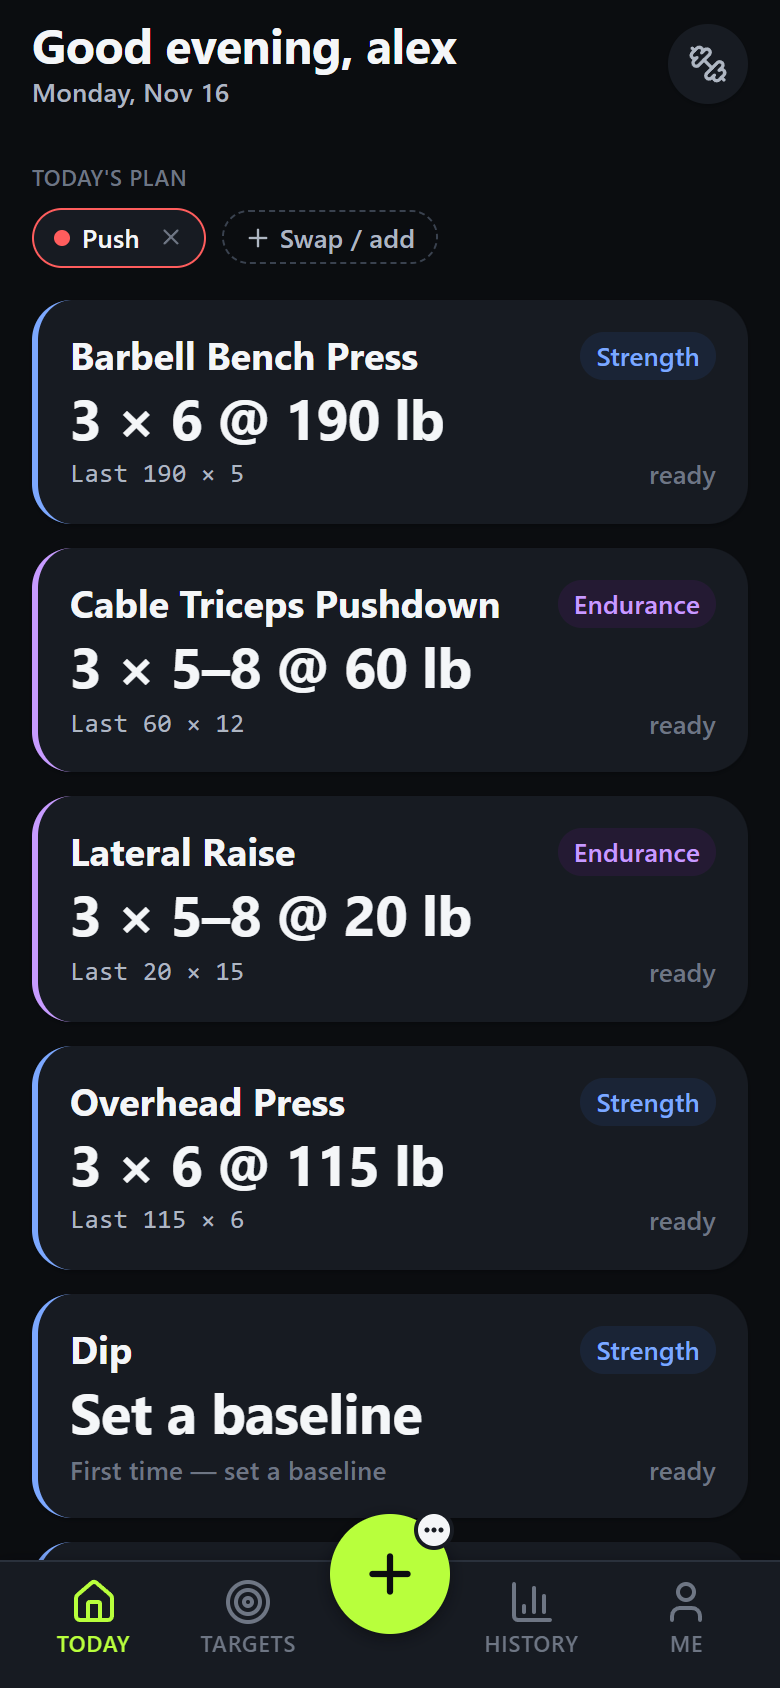 Good evening, alex
Monday, Nov 16
TODAY'S PLAN
Push
Swap / add
Barbell Bench Press
Strength
3 × 6 @ 190 lb
Last 190 × 5
ready
Cable Triceps Pushdown
Endurance
3 × 5–8 @ 60 lb
Last 60 × 12
ready
Lateral Raise
Endurance
3 × 5–8 @ 20 lb
Last 20 × 15
ready
Overhead Press
Strength
3 × 6 @ 115 lb
Last 115 × 6
ready
Dip
Strength
Set a baseline
First time — set a baseline
ready
TODAY
TARGETS
HISTORY
ME